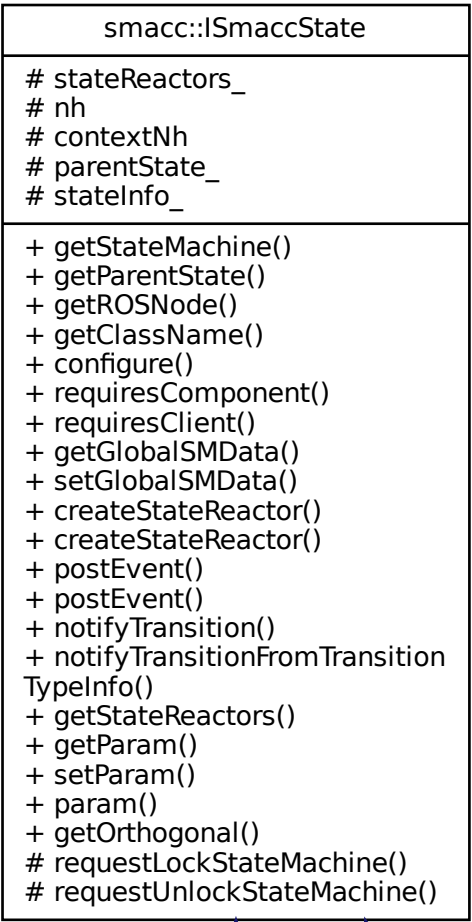 smacc::ISmaccState
# stateReactors_
# nh
# contextNh
# parentState_
# stateInfo_
+ getStateMachine()
+ getParentState()
+ getROSNode()
+ getClassName()
+ configure()
+ requiresComponent()
+ requiresClient()
+ getGlobalSMData()
+ setGlobalSMData()
+ createStateReactor()
+ createStateReactor()
+ postEvent()
+ postEvent()
+ notifyTransition()
+ notifyTransitionFromTransition
TypeInfo()
+ getStateReactors()
+ getParam()
+ setParam()
+ param()
+ getOrthogonal()
# requestLockStateMachine()
# requestUnlockStateMachine()